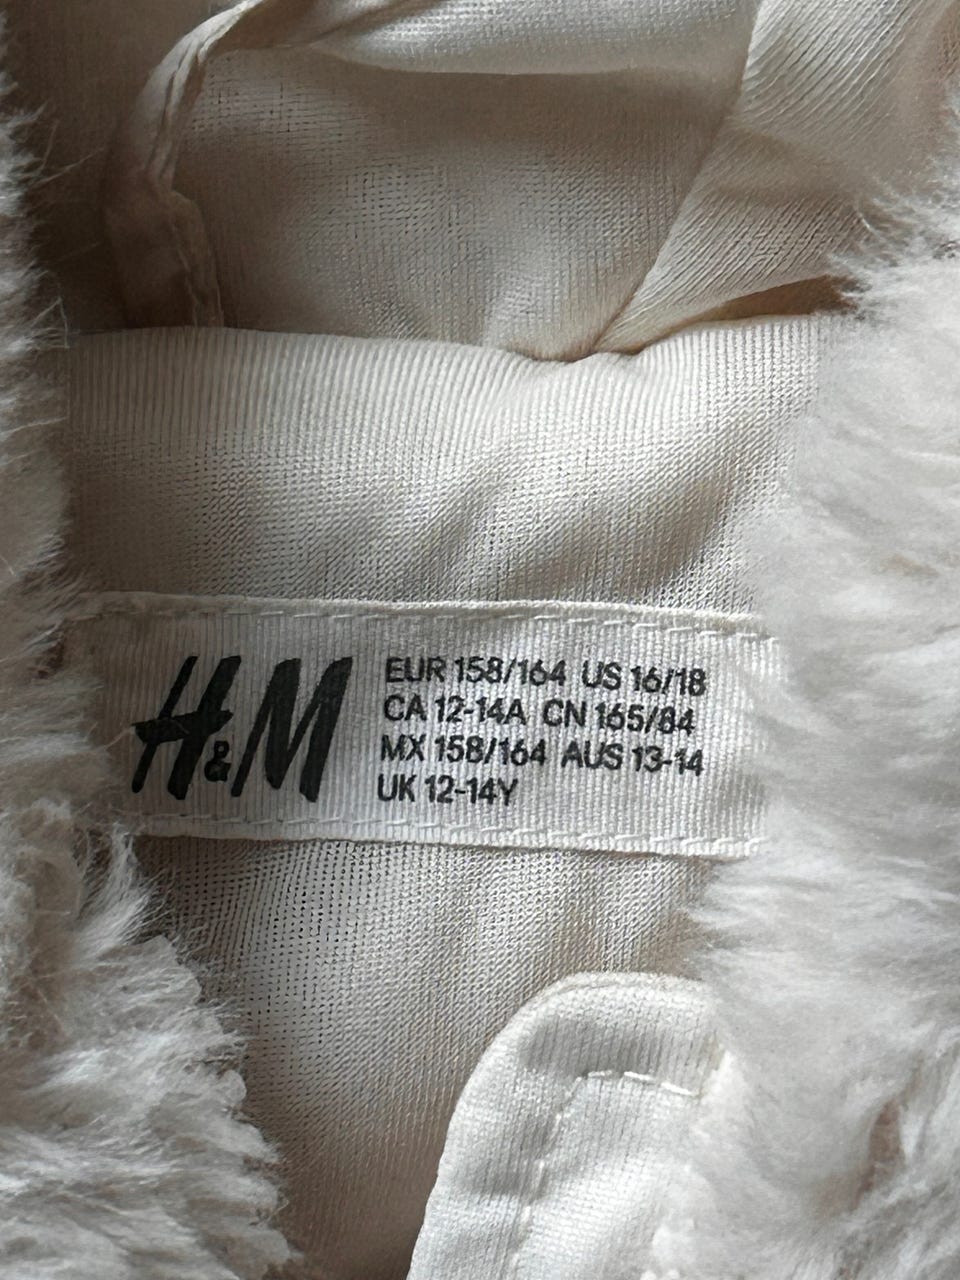 H&M
EUR 158/164 US 16/18
CA 12-14A CN 165/84
MX 158/164 AUS 13-14
UK 12-14Y